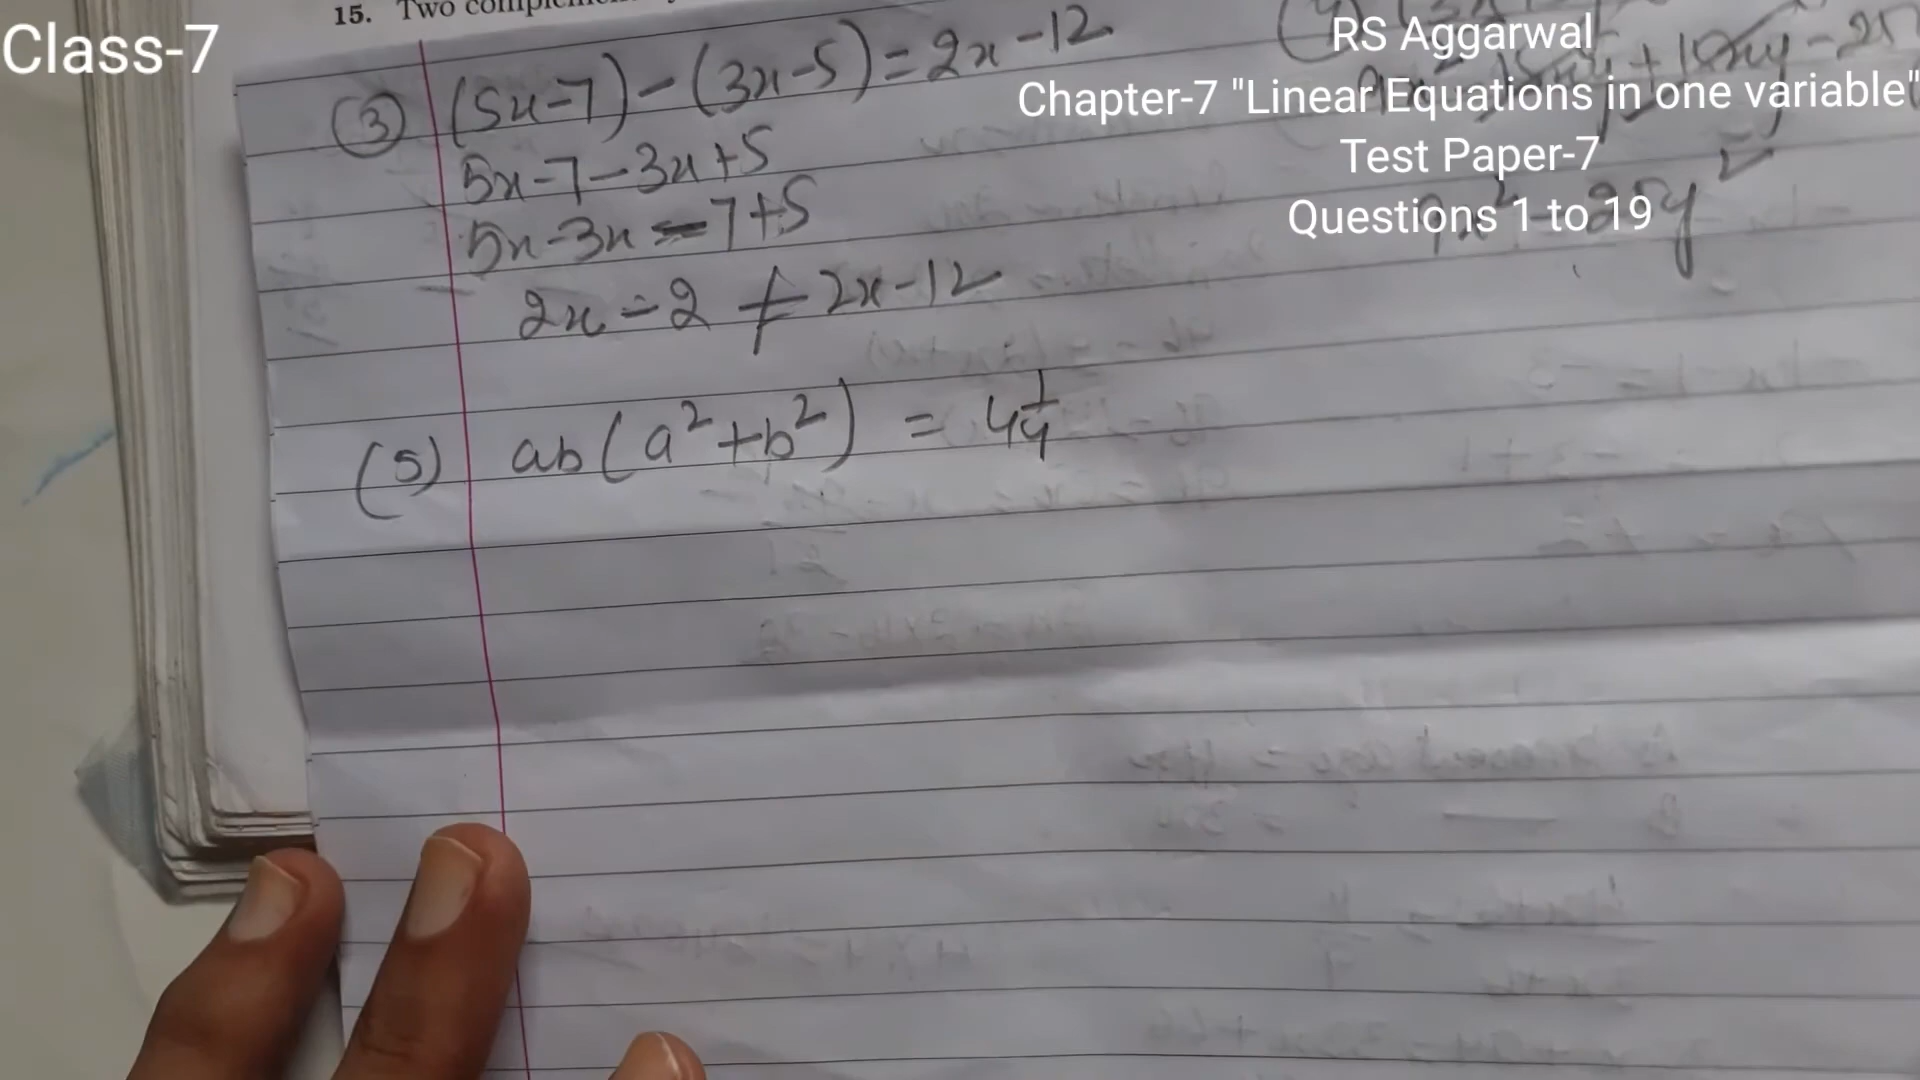 15. Two
Class-7
RS Aggarwal
Chapter-7 "Linear Equations in one variable"
Test Paper-7
Questions 1 to 19
③ (5x-7)-(3x-5)=2x-12
5x-7-3x+5
5x-3x-7+5
2x-2 ≠ 2x-12
(5) ab(a²+b²) = 4 1/4
9x²-25y²